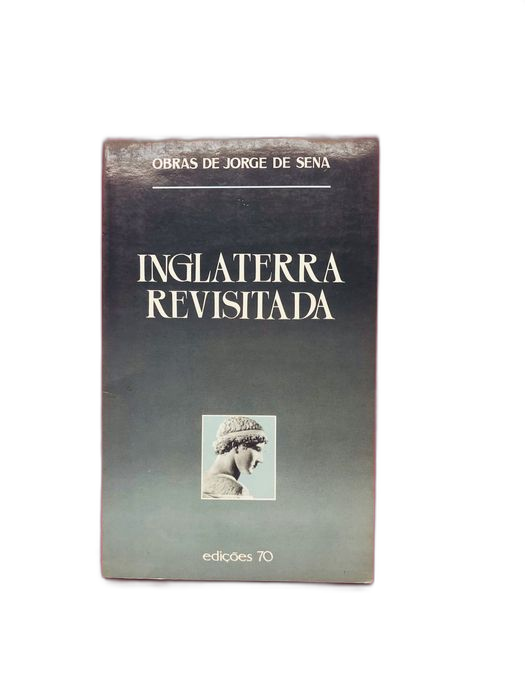 OBRAS DE JORGE DE SENA
INGLATERRA
REVISITADA
edições 70